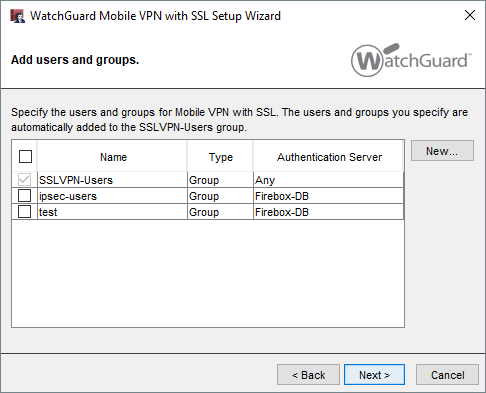 WatchGuard Mobile VPN with SSL Setup Wizard
Add users and groups.
WatchGuard™
Specify the users and groups for Mobile VPN with SSL. The users and groups you specify are
automatically added to the SSLVPN-Users group.
Name Type Authentication Server
New...
SSLVPN-Users Group Any
ipsec-users Group Firebox-DB
test Group Firebox-DB
< Back Next > Cancel